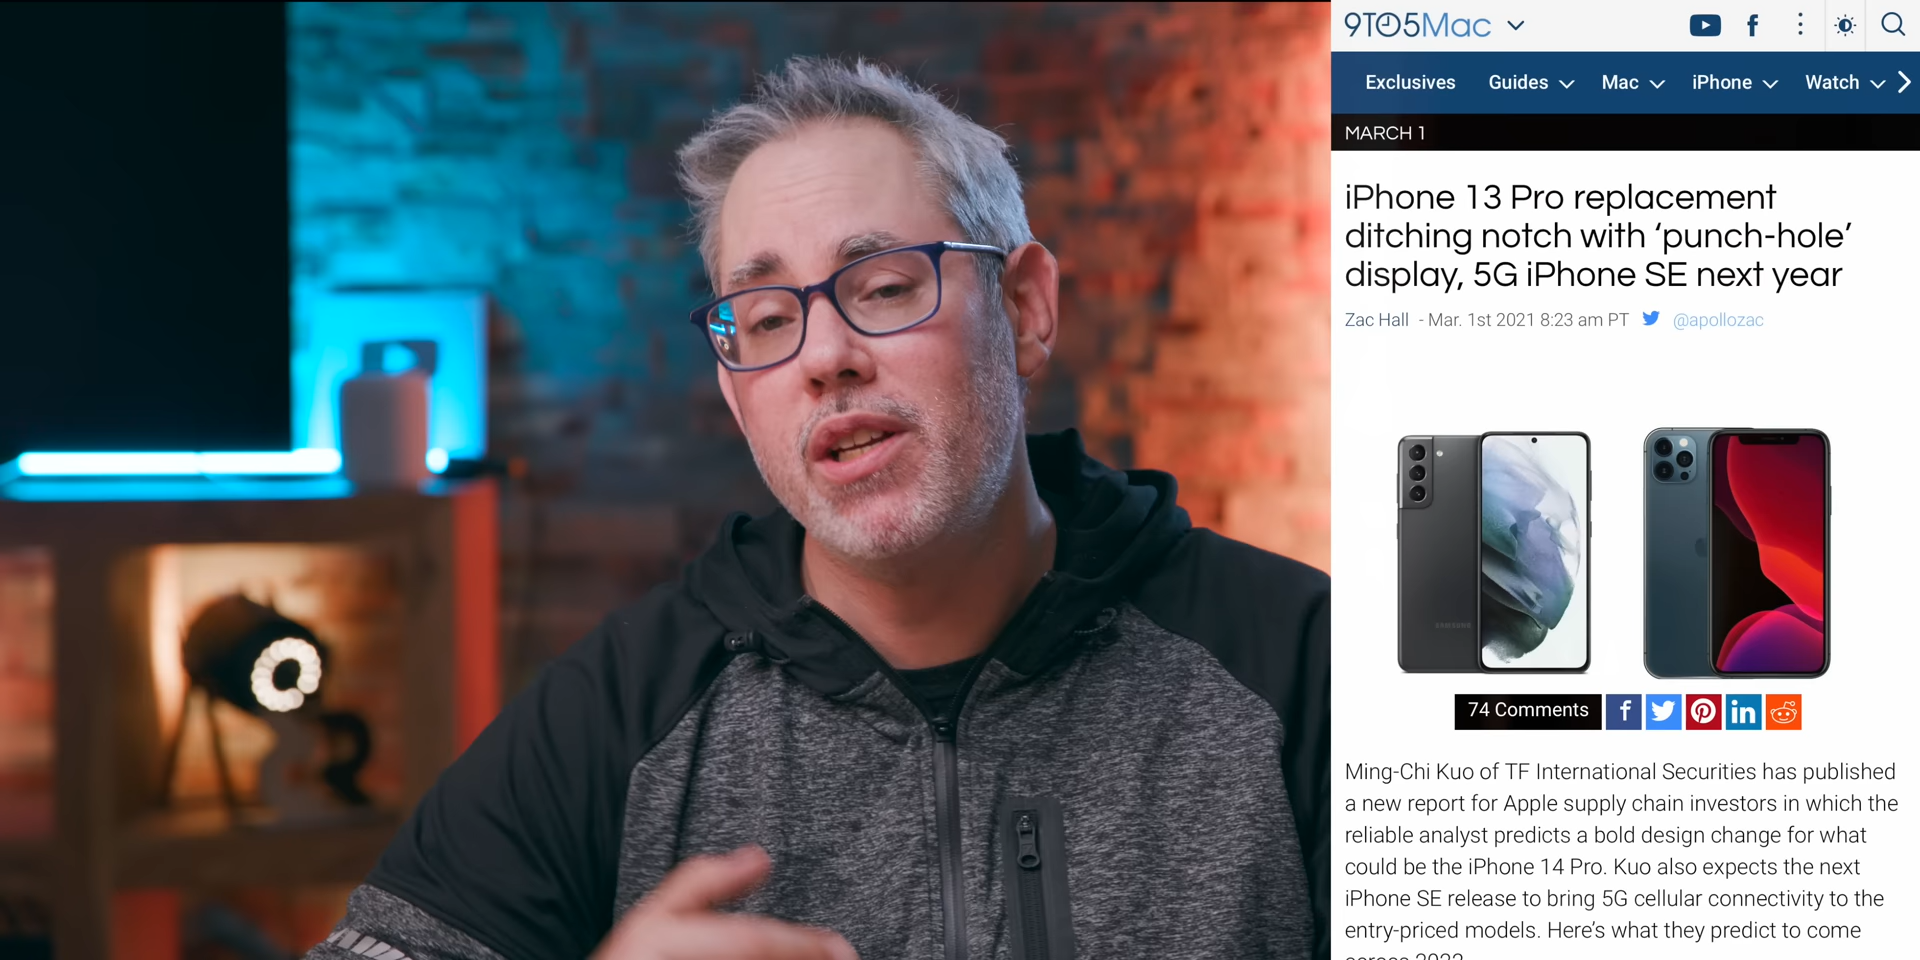 9TO5Mac
Exclusives Guides Mac iPhone Watch
MARCH 1
iPhone 13 Pro replacement
ditching notch with ‘punch-hole’
display, 5G iPhone SE next year
Zac Hall - Mar. 1st 2021 8:23 am PT @apollozac
SAMSUNG
74 Comments
Ming-Chi Kuo of TF International Securities has published
a new report for Apple supply chain investors in which the
reliable analyst predicts a bold design change for what
could be the iPhone 14 Pro. Kuo also expects the next
iPhone SE release to bring 5G cellular connectivity to the
entry-priced models. Here’s what they predict to come
across 2022